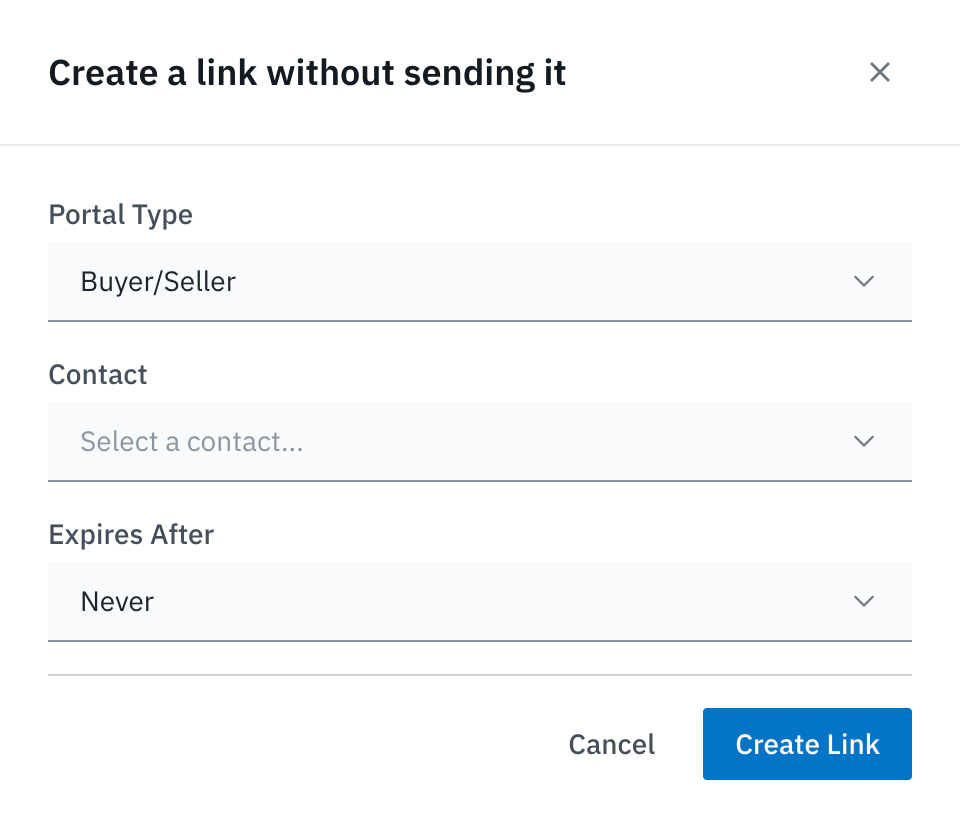 Create a link without sending it
Portal Type
Buyer/Seller
Contact
Select a contact...
Expires After
Never
Cancel
Create Link